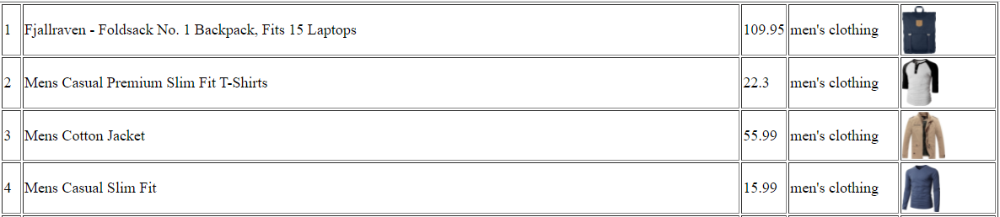 1 Fjallraven - Foldsack No. 1 Backpack, Fits 15 Laptops 109.95 men's clothing
2 Mens Casual Premium Slim Fit T-Shirts 22.3 men's clothing
3 Mens Cotton Jacket 55.99 men's clothing
4 Mens Casual Slim Fit 15.99 men's clothing